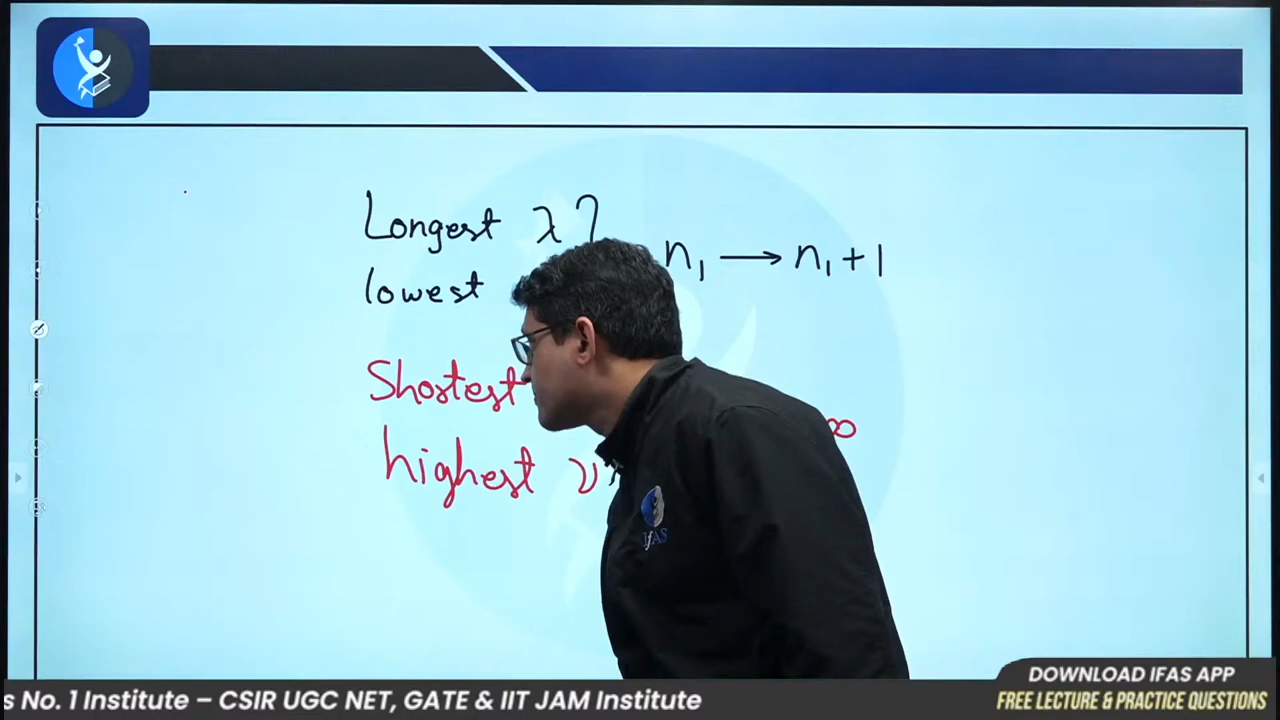 Longest λ ?
lowest
n₁ → n₁+1
Shortest
∞
highest ν
IFAS
DOWNLOAD IFAS APP
FREE LECTURE & PRACTICE QUESTIONS
s No. 1 Institute – CSIR UGC NET, GATE & IIT JAM Institute